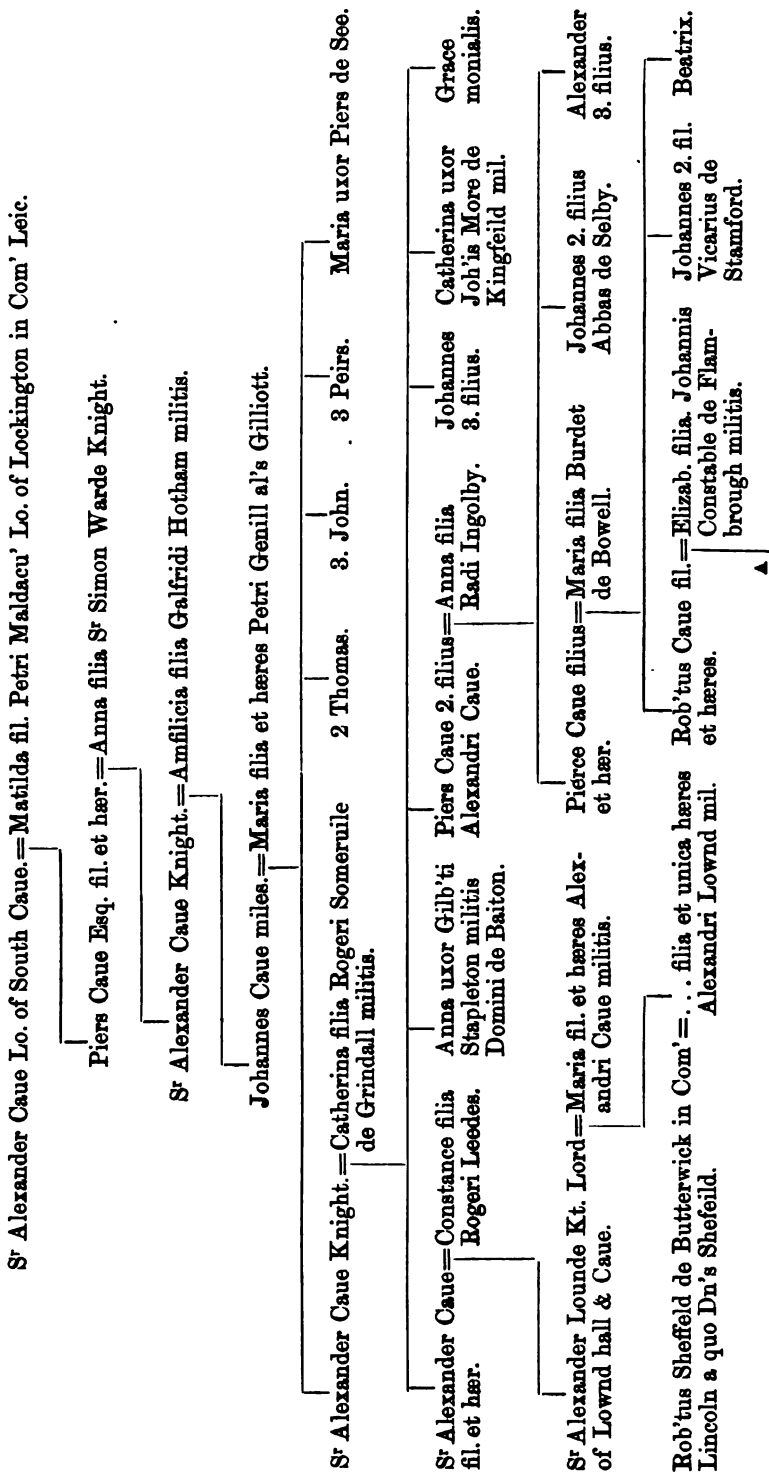 Sr Alexander Caue Lo. of South Caue.=Matilda fil. Petri Maldacu' Lo. of Lockington in Com' Leic.
Piers Caue Esq. fil. et hær.=Anna filia Sr Simon Warde Knight.
Sr Alexander Caue Knight.=Amfilicia filia Galfridi Hotham militis.
Johannes Caue miles.=Maria filia et hæres Petri Genill al's Gilliott.
Sr Alexander Caue Knight.=Catherina filia Rogeri Someruile
de Grindall militis.
2 Thomas.
3. John.
3 Peirs.
Maria uxor Piers de See.
Sr Alexander Caue=Constance filia
fil. et hær. Rogeri Leedes.
Anna uxor Gilb'ti
Stapleton militis
Domini de Baiton.
Piers Caue 2. filius=Anna filia
Alexandri Caue. Radi Ingolby.
Johannes
3. filius.
Catherina uxor
Joh'is More de
Kingfeild mil.
Grace
monialis.
Sr Alexander Lounde Kt. Lord=Maria fil. et hæres Alex-
of Lownd hall & Caue. andri Caue militis.
Pierce Caue filius=Maria filia Burdet
et hær. de Bowell.
Johannes 2. filius
Abbas de Selby.
Alexander
3. filius.
Rob'tus Sheffeld de Butterwick in Com'=... filia et unica hæres
Lincoln a quo Dn's Shefeild. Alexandri Lownd mil.
Rob'tus Caue fil.=Elizab. filia Johannis
et hæres. Constable de Flam-
brough militis.
Johannes 2. fil.
Vicarius de
Stamford.
Beatrix.